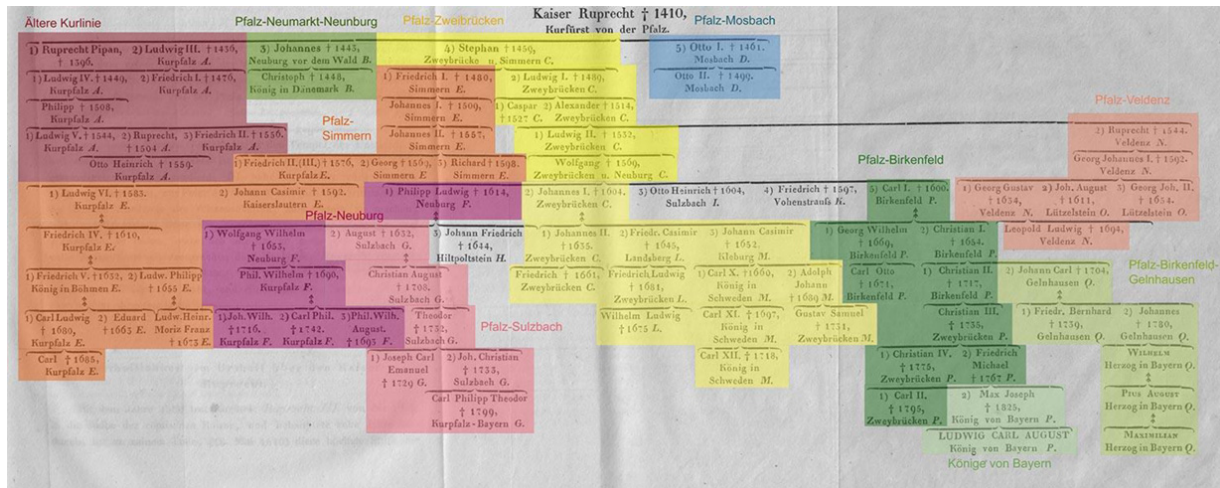 Kaiser Ruprecht † 1410,
Kurfürst von der Pfalz.
Ältere Kurlinie
Pfalz-Neumarkt-Neunburg
Pfalz-Zweibrücken
Pfalz-Mosbach
1) Ruprecht Pipan, 2) Ludwig III. † 1436, 3) Johannes † 1443, 4) Stephan † 1459, 5) Otto I. † 1461.
† 1396. Kurpfalz A. Neuburg vor dem Wald B. Zweybrücken u. Simmern C. Mosbach D.
1) Ludwig IV. † 1449, 2) Friedrich I. † 1476, Christoph † 1448, 1) Friedrich I. † 1480, 2) Ludwig I. † 1489, Otto II. † 1499.
Kurpfalz A. Kurpfalz A. König in Dänemark B. Simmern E. Zweybrücken C. Mosbach D.
Philipp † 1508, Johannes I. † 1509, 1) Caspar 2) Alexander † 1514,
Kurpfalz A. Simmern E. † 1527 C. Zweybrücken C.
Pfalz-Simmern
Pfalz-Veldenz
1) Ludwig V. † 1544, 2) Ruprecht, 3) Friedrich II. † 1556. Johannes II. † 1557, 1) Ludwig II. † 1532, 2) Ruprecht † 1544.
Kurpfalz A. † 1504 A. Kurpfalz A. Simmern E. Zweybrücken C. Veldenz N.
Pfalz-Birkenfeld
Otto Heinrich † 1559. 1) Friedrich II. (III.) † 1576, 2) Georg † 1569, 3) Richard † 1598. Wolfgang † 1569, Georg Johannes I. † 1592.
Kurpfalz A. Kurpfalz E. Simmern E Simmern E. Zweybrücken u. Neuburg C. Veldenz N.
1) Ludwig VI. † 1583. 2) Johann Casimir † 1592. 1) Philipp Ludwig † 1614, 2) Johannes I. † 1604, 3) Otto Heinrich † 1604, 4) Friedrich † 1597, 5) Carl I. † 1600. 1) Georg Gustav 2) Joh. August 3) Georg Joh. II.
Kurpfalz E. Kaiserslautern E. Neuburg F. Zweybrücken C. Sulzbach I. Vohenstrauß K. Birkenfeld P. † 1634, † 1611, † 1654.
Veldenz N. Lützelstein O. Lützelstein O.
Pfalz-Neuburg
Friedrich IV. † 1610, 1) Wolfgang Wilhelm 2) August † 1632, 3) Johann Friedrich 1) Johannes II. 2) Friedr. Casimir 3) Johann Casimir 1) Georg Wilhelm 2) Christian I. Leopold Ludwig † 1694,
Kurpfalz E. † 1653, Sulzbach G. † 1644, † 1635. † 1645, † 1652. † 1669, † 1654. Veldenz N.
Neuburg F. Hiltpoltstein H. Zweybrücken C. Landsberg L. Kleburg M. Birkenfeld P. Birkenfeld P.
Pfalz-Birkenfeld-Gelnhausen
1) Friedrich V. † 1632, 2) Ludw. Philipp Phil. Wilhelm † 1690, Christian August Friedrich † 1661, Friedrich Ludwig 1) Carl X. † 1660, 2) Adolph Carl Otto 1) Christian II. 2) Johann Carl † 1704,
König in Böhmen E. † 1655 E. Kurpfalz F. † 1708, Zweybrücken C. † 1681, König in Johann † 1671, † 1717, Gelnhausen Q.
Sulzbach G. Zweybrücken L. Schweden M. † 1689 M. Birkenfeld P. Birkenfeld P.
1) Carl Ludwig 2) Eduard Ludw. Heinr. 1) Joh. Wilh. 2) Carl Phil. 3) Phil. Wilh. Theodor Wilhelm Ludwig Carl XI. † 1697, Gustav Samuel Christian III. 1) Friedr. Bernhard 2) Johannes
† 1680, † 1663 E. Moriz Franz † 1716. † 1742. August. † 1732, † 1675 L. König in † 1731, † 1735, † 1739, † 1780,
Kurpfalz E. † 1673 E. Kurpfalz F. Kurpfalz F. † 1693 F. Sulzbach G. Schweden M. Zweybrücken M. Zweybrücken P. Gelnhausen Q. Gelnhausen Q.
Pfalz-Sulzbach
Carl † 1685, 1) Joseph Carl 2) Joh. Christian Carl XII. † 1718, 1) Christian IV. 2) Friedrich Wilhelm
Kurpfalz E. Emanuel † 1733, König in † 1775, Michael Herzog in Bayern Q.
† 1729 G. Sulzbach G. Schweden M. Zweybrücken P. † 1767 P.
Carl Philipp Theodor 1) Carl II, 2) Max Joseph Pius August
† 1799, † 1795, † 1825, Herzog in Bayern Q.
Kurpfalz-Bayern G. Zweybrücken P. König von Bayern P.
LUDWIG CARL AUGUST Maximilian
König von Bayern P. Herzog in Bayern Q.
Könige von Bayern